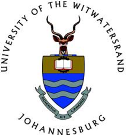 UNIVERSITY OF THE WITWATERSRAND
JOHANNESBURG